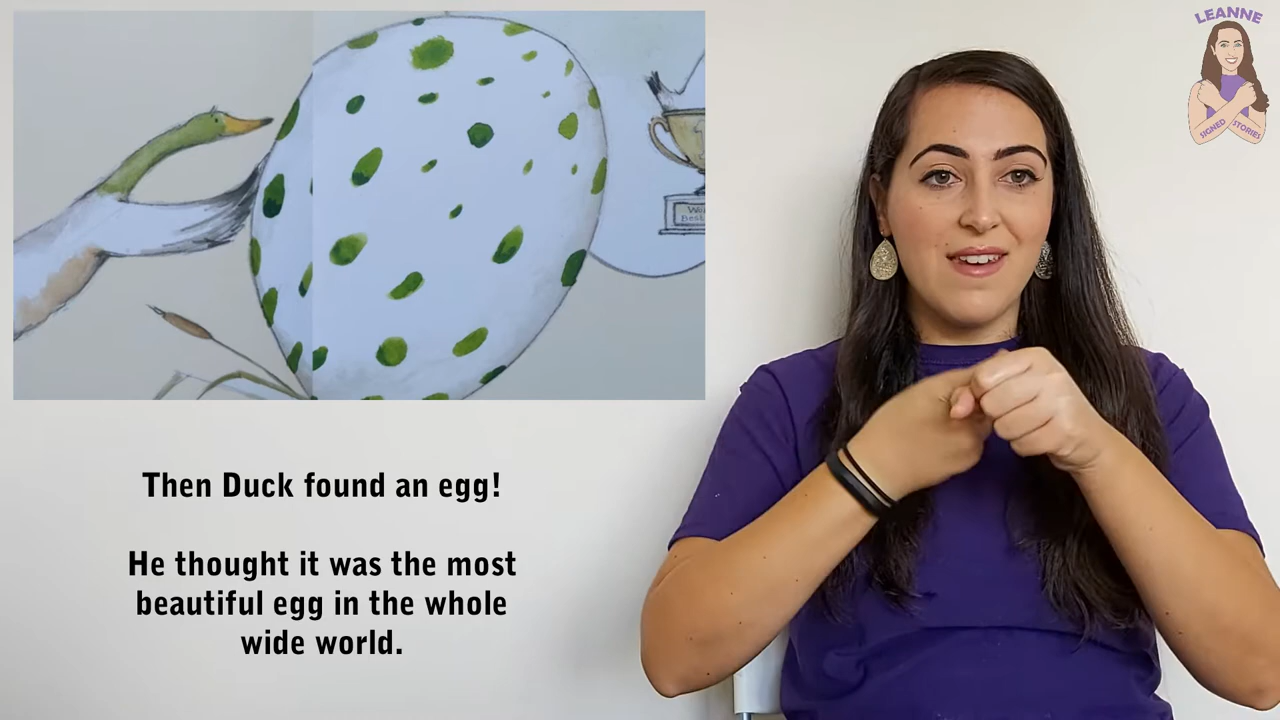 Then Duck found an egg!
He thought it was the most
beautiful egg in the whole
wide world.
LEANNE
SIGNED STORIES